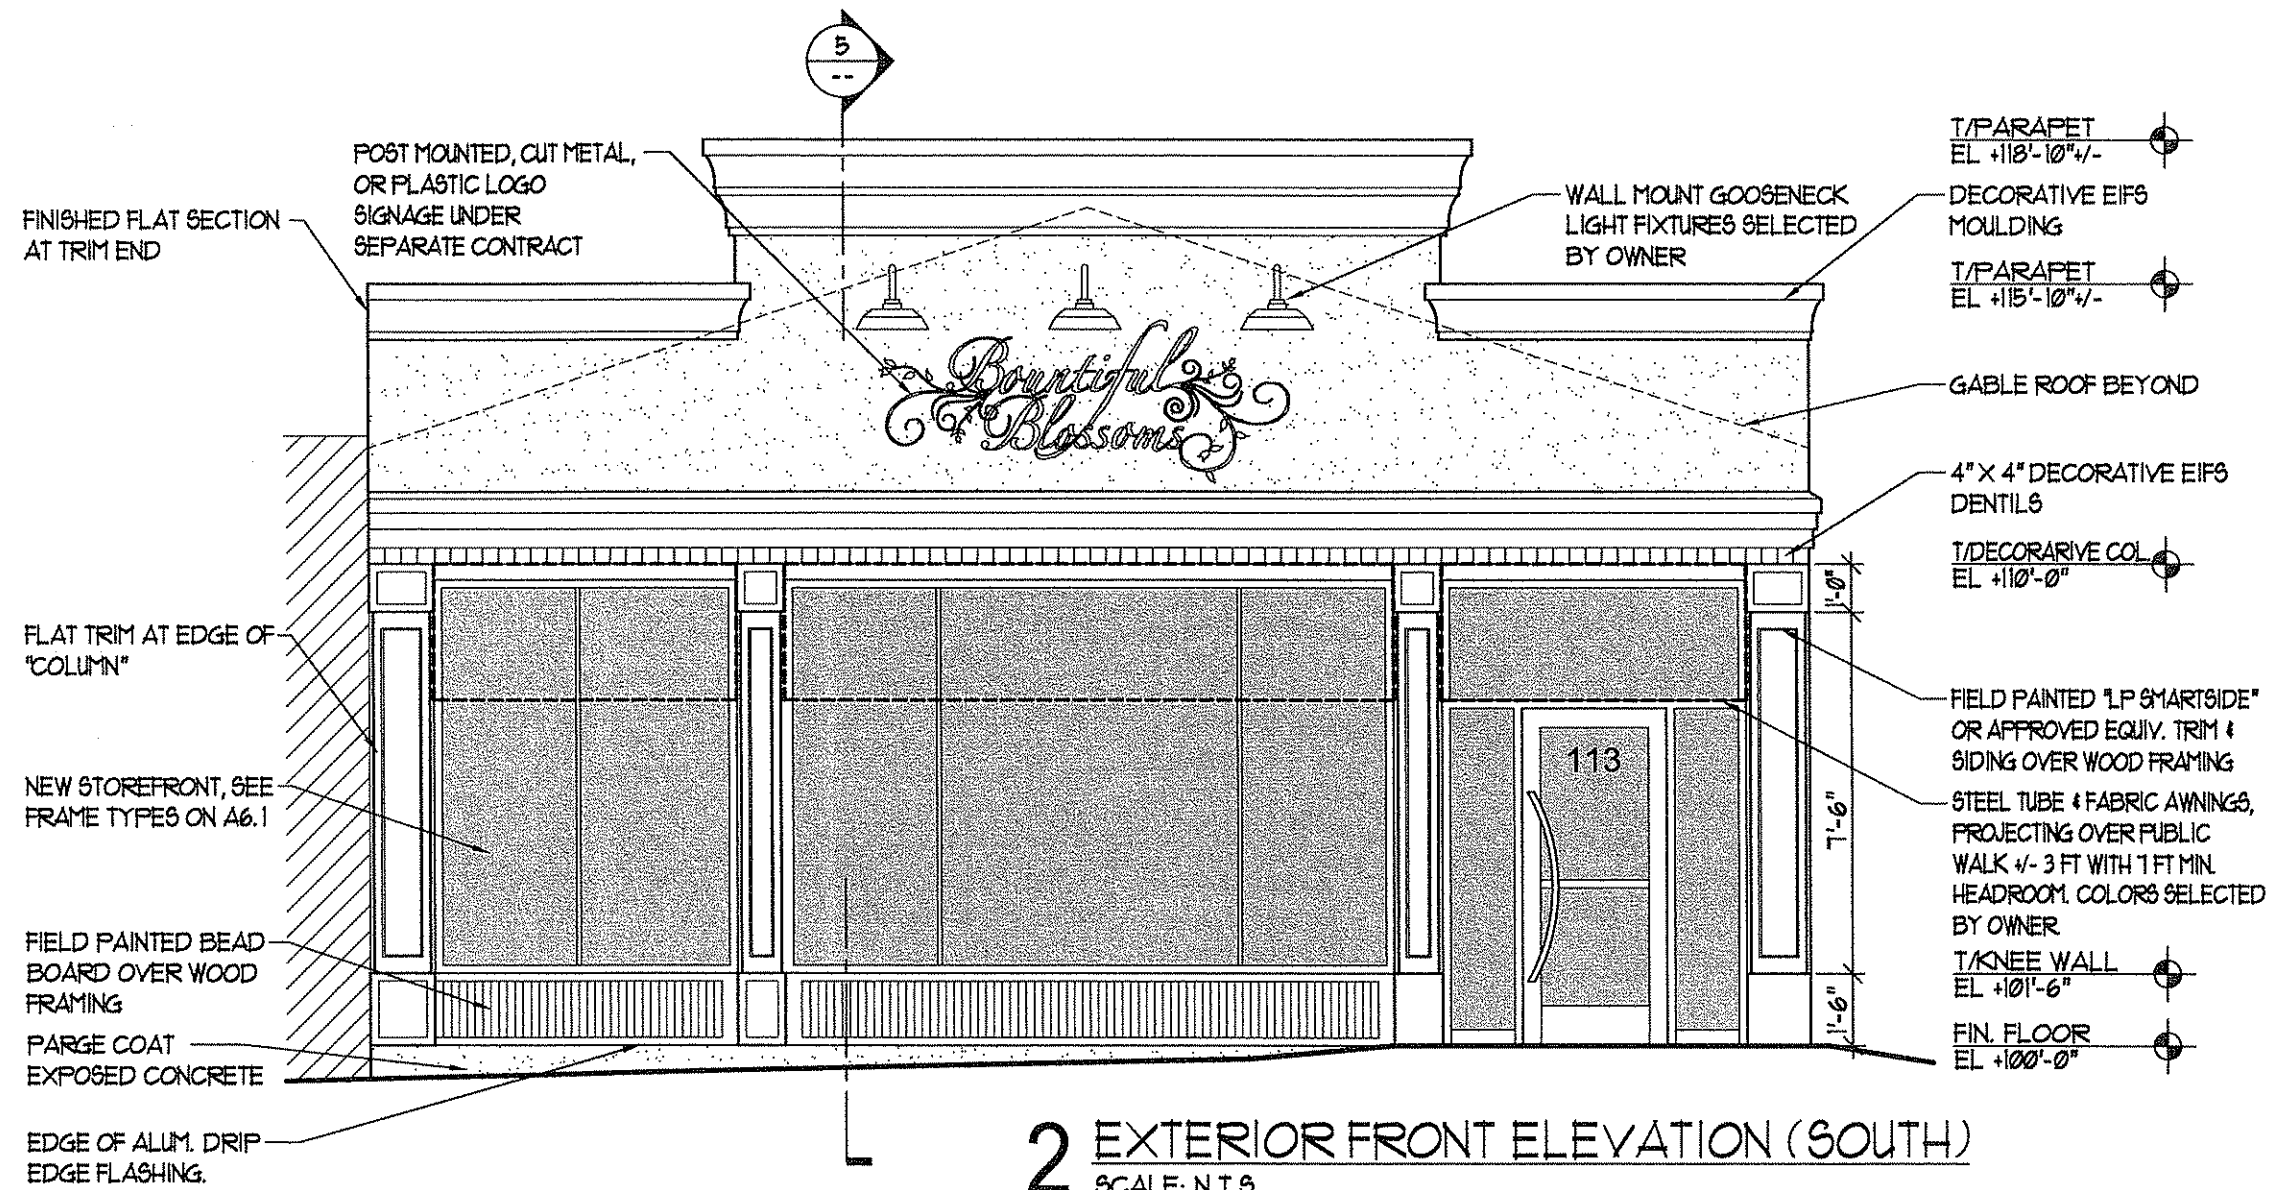 5
--
POST MOUNTED, CUT METAL,
OR PLASTIC LOGO
SIGNAGE UNDER
SEPARATE CONTRACT
FINISHED FLAT SECTION
AT TRIM END
WALL MOUNT GOOSENECK
LIGHT FIXTURES SELECTED
BY OWNER
T/PARAPET
EL +118'-10"+/-
DECORATIVE EIFS
MOULDING
T/PARAPET
EL +115'-10"+/-
Bountiful
Blossoms
GABLE ROOF BEYOND
4" X 4" DECORATIVE EIFS
DENTILS
T/DECORARIVE COL.
EL +110'-0"
1'-0"
FLAT TRIM AT EDGE OF
"COLUMN"
FIELD PAINTED "LP SMARTSIDE"
OR APPROVED EQUIV. TRIM &
SIDING OVER WOOD FRAMING
113
NEW STOREFRONT, SEE
FRAME TYPES ON A6.1
7'-6"
STEEL TUBE & FABRIC AWNINGS,
PROJECTING OVER PUBLIC
WALK +/- 3 FT WITH 7 FT MIN.
HEADROOM. COLORS SELECTED
BY OWNER.
FIELD PAINTED BEAD
BOARD OVER WOOD
FRAMING
T/KNEE WALL
EL +101'-6"
1'-6"
PARGE COAT
EXPOSED CONCRETE
FIN. FLOOR
EL +100'-0"
EDGE OF ALUM. DRIP
EDGE FLASHING.
2 EXTERIOR FRONT ELEVATION (SOUTH)
SCALE: N.T.S.